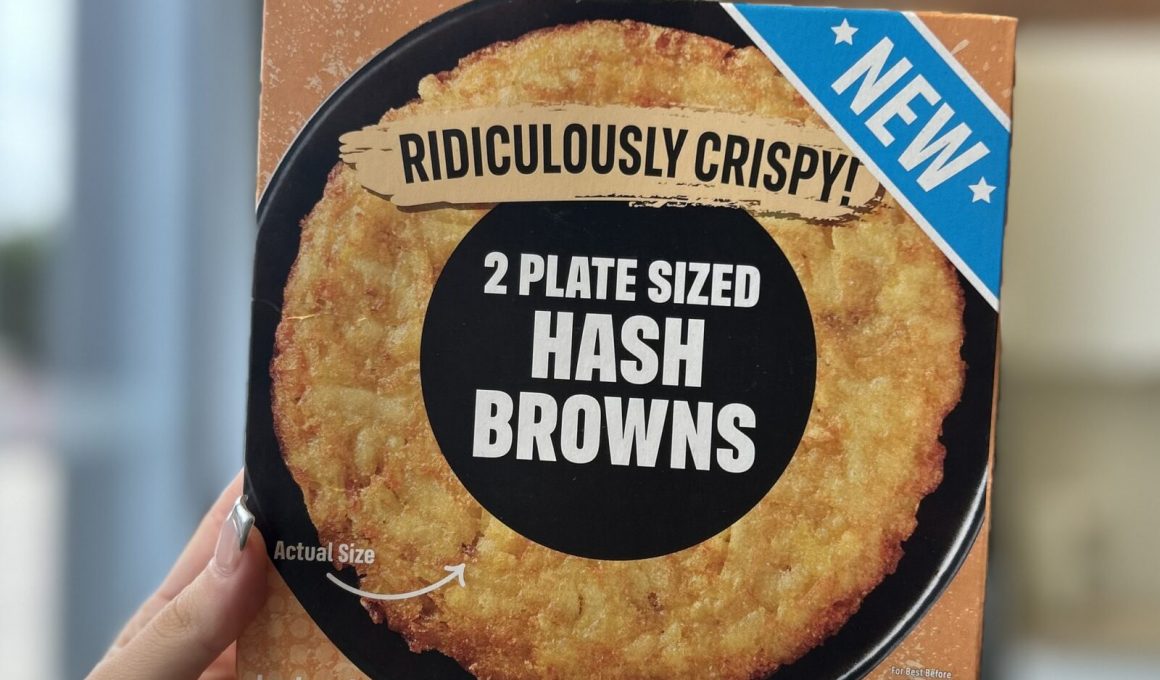 NEW
RIDICULOUSLY CRISPY!
2 PLATE SIZED
HASH
BROWNS
Actual Size
For Best Before